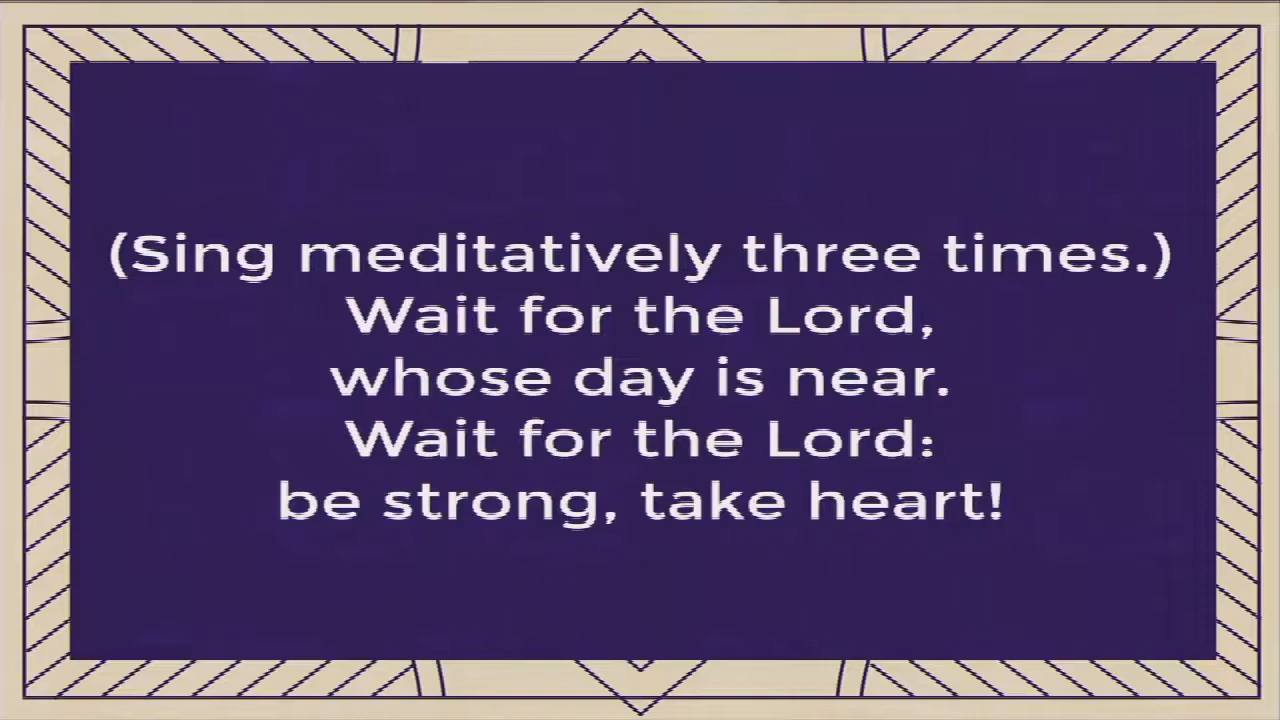 (Sing meditatively three times.)
Wait for the Lord,
whose day is near.
Wait for the Lord:
be strong, take heart!